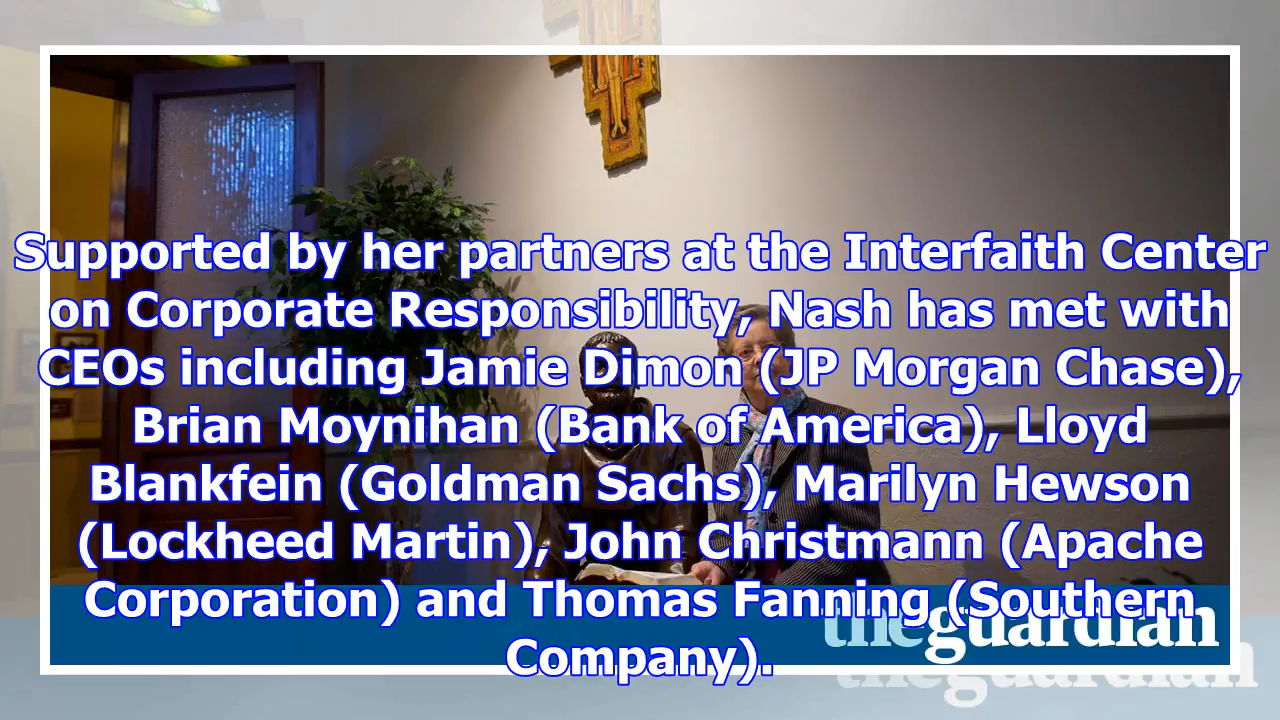 Supported by her partners at the Interfaith Center
on Corporate Responsibility, Nash has met with
CEOs including Jamie Dimon (JP Morgan Chase),
Brian Moynihan (Bank of America), Lloyd
Blankfein (Goldman Sachs), Marilyn Hewson
(Lockheed Martin), John Christmann (Apache
Corporation) and Thomas Fanning (Southern
Company).
theguardian
theguardian